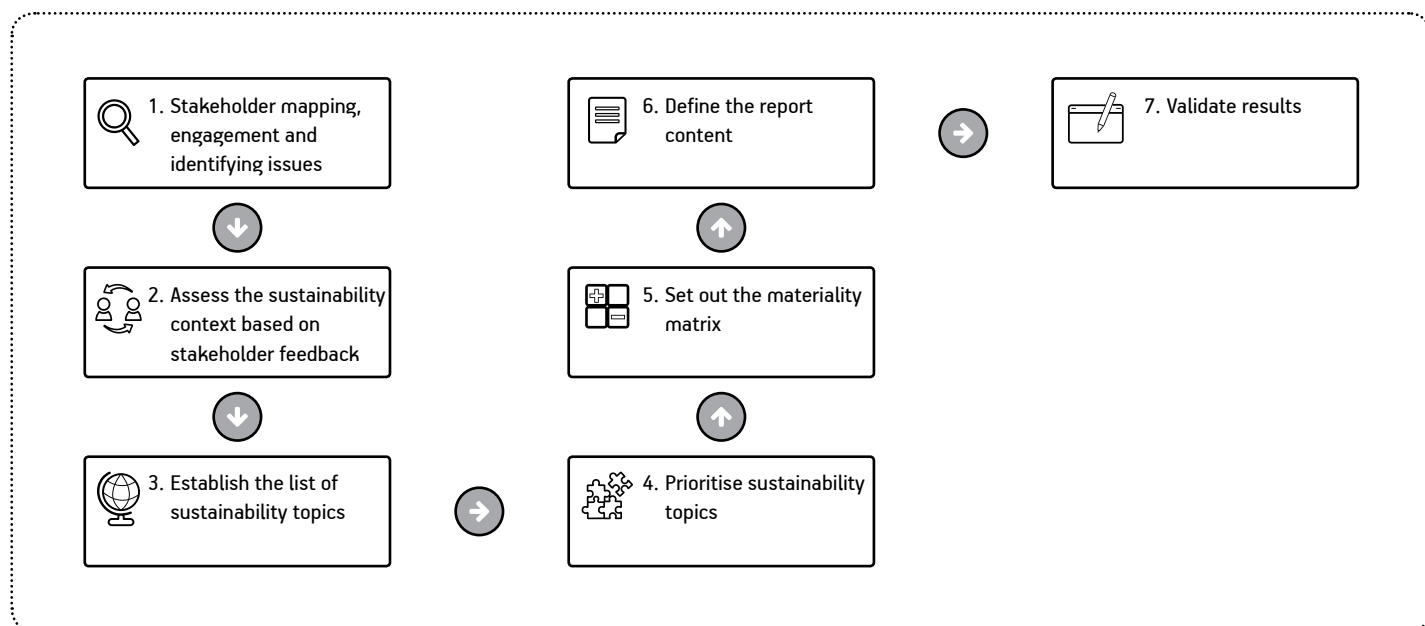 1. Stakeholder mapping,
engagement and
identifying issues
2. Assess the sustainability
context based on
stakeholder feedback
3. Establish the list of
sustainability topics
4. Prioritise sustainability
topics
5. Set out the materiality
matrix
6. Define the report
content
7. Validate results